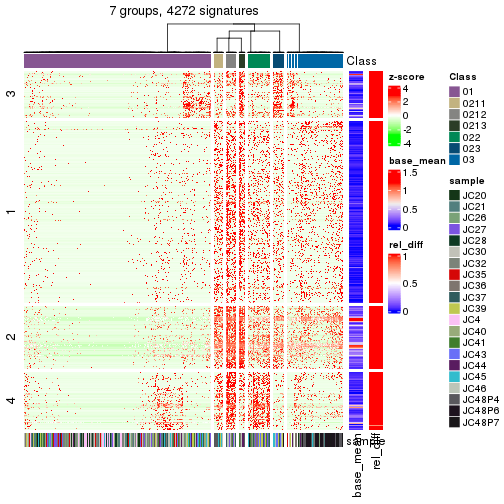 7 groups, 4272 signatures
Class
3
1
2
4
sample
base_mean
rel_diff
z-score
4
2
0
-2
-4
base_mean
1.5
1
0.5
0
rel_diff
1
0.5
0
Class
01
0211
0212
0213
022
023
03
sample
JC20
JC21
JC26
JC27
JC28
JC30
JC32
JC35
JC36
JC37
JC39
JC4
JC40
JC41
JC43
JC44
JC45
JC46
JC48P4
JC48P6
JC48P7